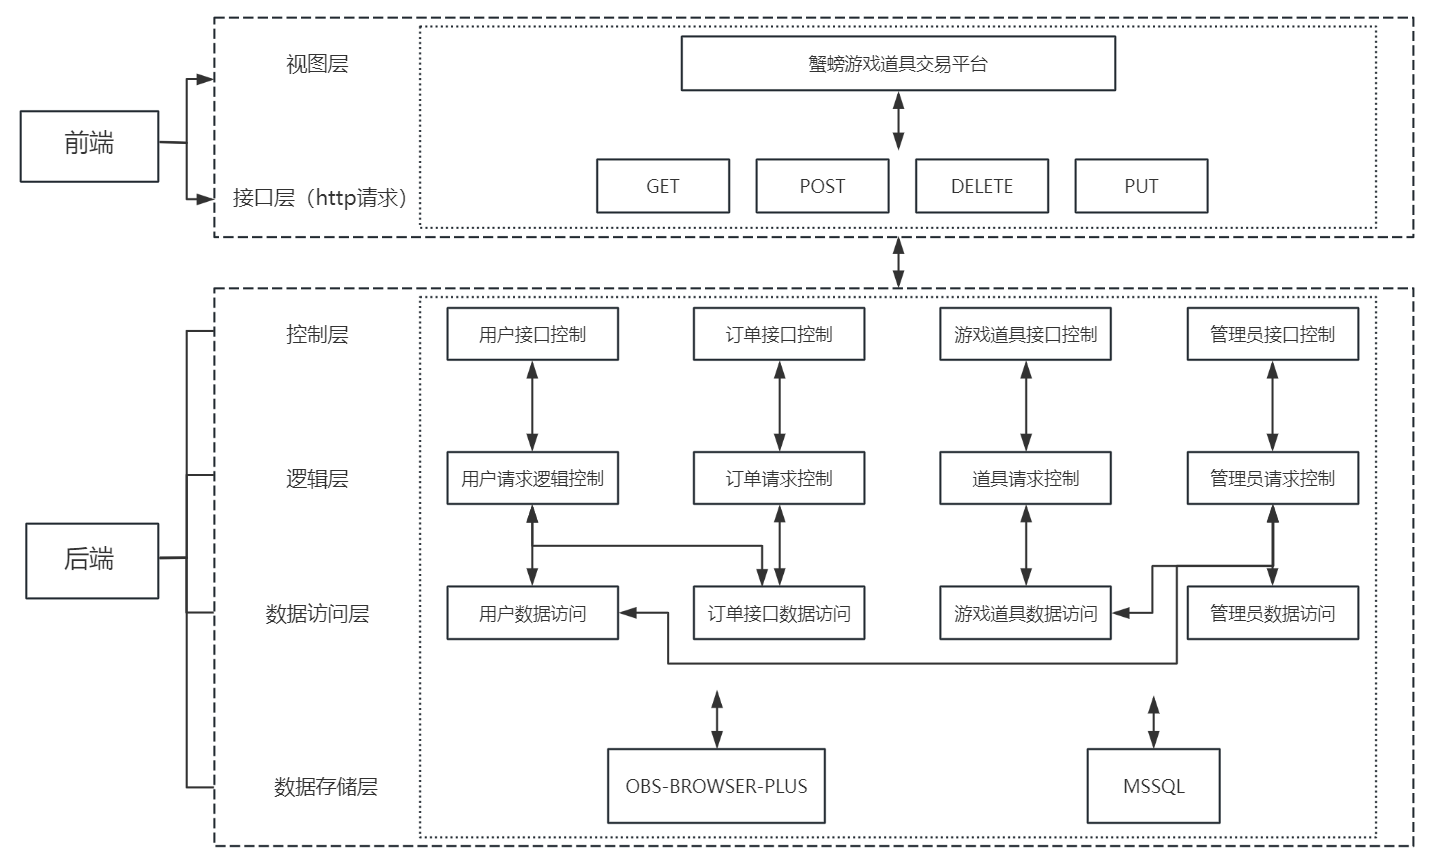 视图层
蟹螃游戏道具交易平台
前端
接口层（http请求）
GET
POST
DELETE
PUT
控制层
用户接口控制
订单接口控制
游戏道具接口控制
管理员接口控制
逻辑层
用户请求逻辑控制
订单请求控制
道具请求控制
管理员请求控制
后端
数据访问层
用户数据访问
订单接口数据访问
游戏道具数据访问
管理员数据访问
数据存储层
OBS-BROWSER-PLUS
MSSQL